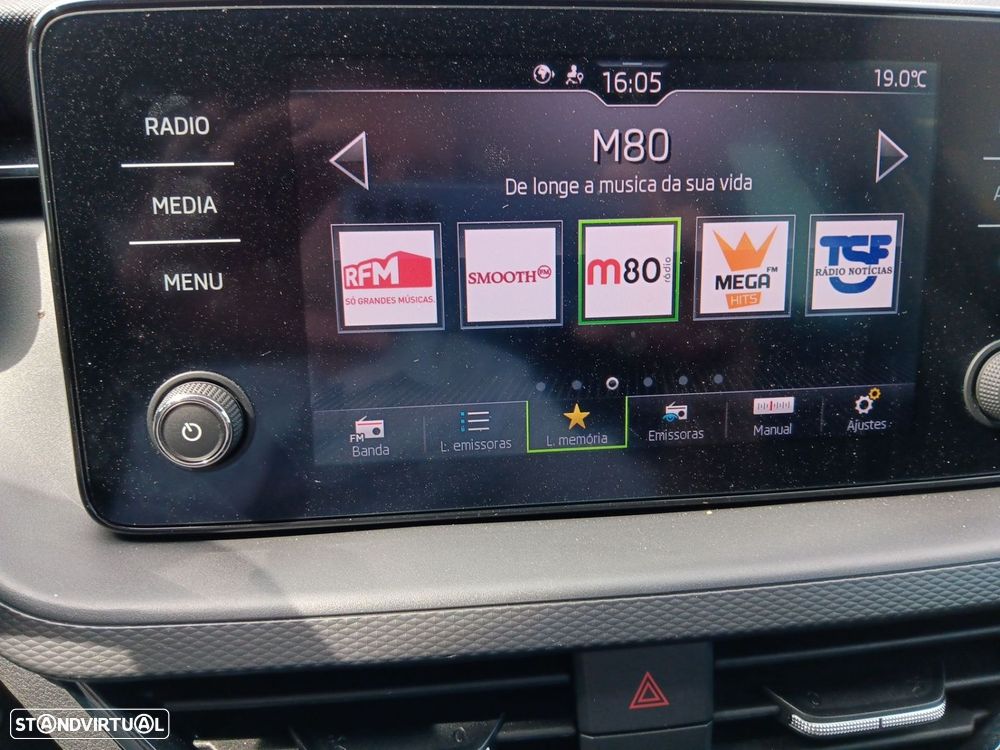 16:05
19.0°C
RADIO
MEDIA
MENU
M80
De longe a musica da sua vida
RFM
SÓ GRANDES MÚSICAS.
SMOOTH FM
m80 rádio
MEGA FM
HITS
TSF
RÁDIO NOTÍCIAS
FM
Banda
L. emissoras
L. memória
Emissoras
Manual
Ajustes
STANDVIRTUAL